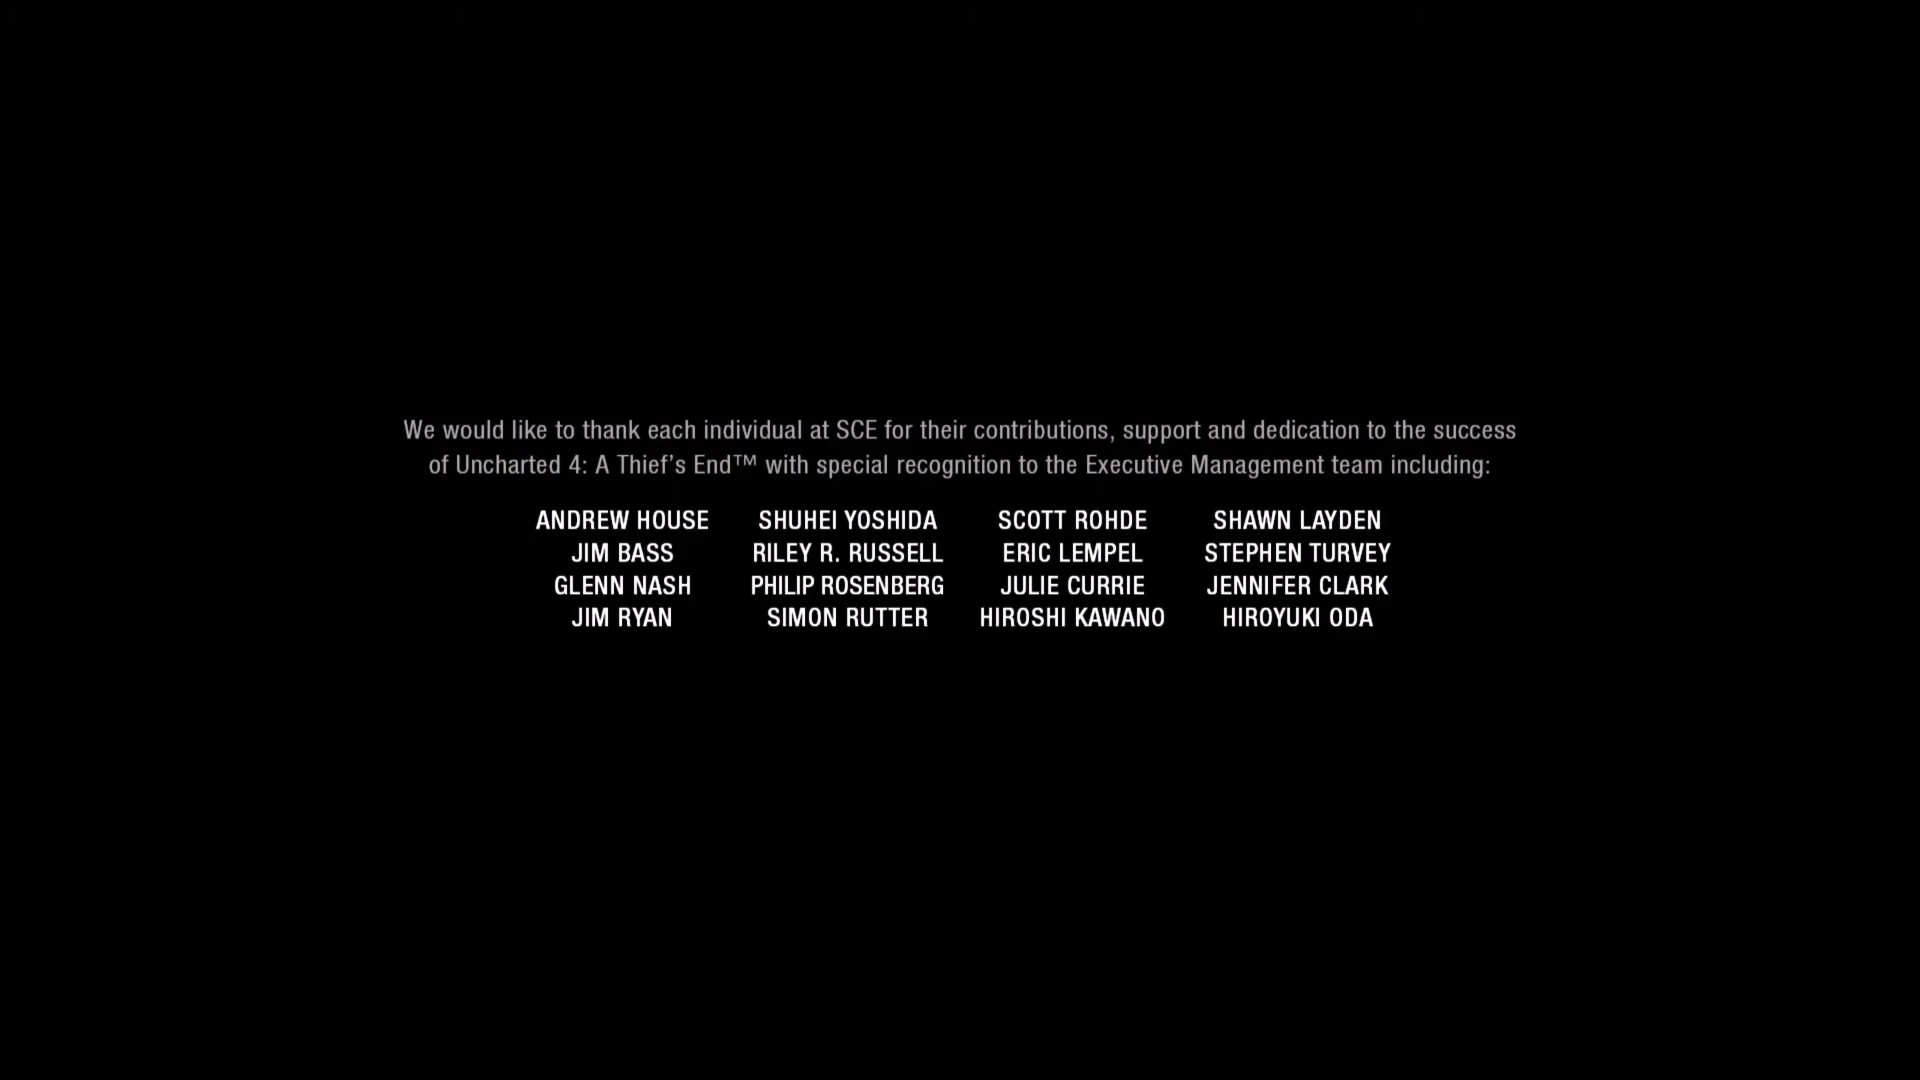 We would like to thank each individual at SCE for their contributions, support and dedication to the success
of Uncharted 4: A Thief’s End™ with special recognition to the Executive Management team including:
ANDREW HOUSE SHUHEI YOSHIDA SCOTT ROHDE SHAWN LAYDEN
JIM BASS RILEY R. RUSSELL ERIC LEMPEL STEPHEN TURVEY
GLENN NASH PHILIP ROSENBERG JULIE CURRIE JENNIFER CLARK
JIM RYAN SIMON RUTTER HIROSHI KAWANO HIROYUKI ODA